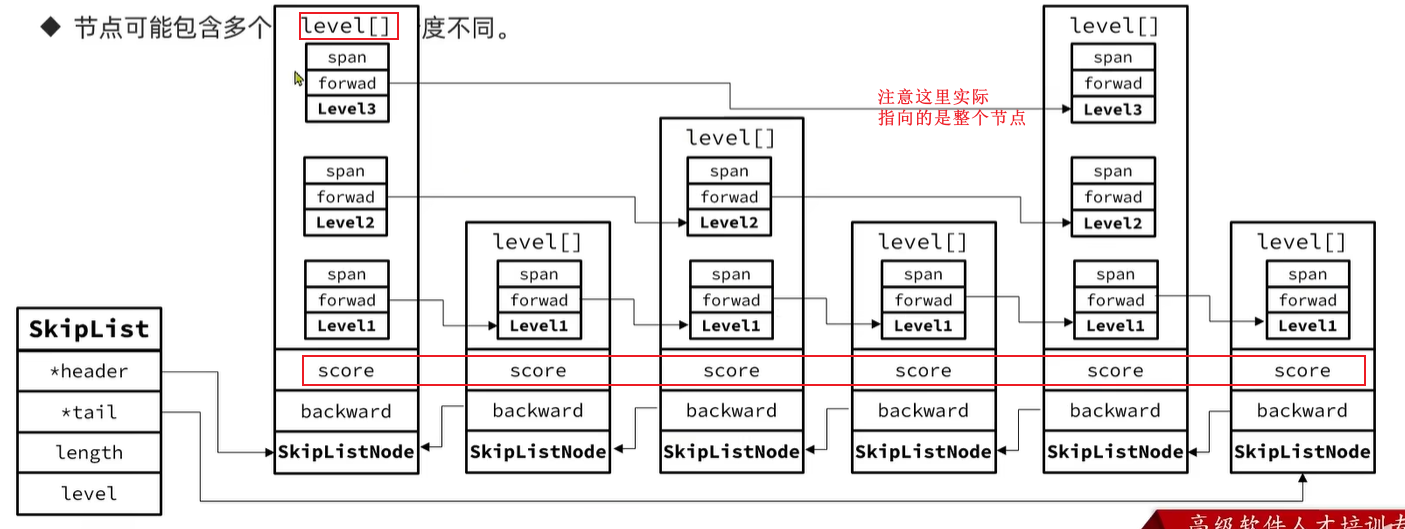 ◆ 节点可能包含多个
度不同。
level[]
span
forwad
Level3
span
forwad
Level2
span
forwad
Level1
score
backward
SkipListNode
level[]
span
forwad
Level1
score
backward
SkipListNode
level[]
span
forwad
Level2
span
forwad
Level1
score
backward
SkipListNode
level[]
span
forwad
Level1
score
backward
SkipListNode
注意这里实际
指向的是整个节点
level[]
span
forwad
Level3
span
forwad
Level2
span
forwad
Level1
score
backward
SkipListNode
level[]
span
forwad
Level1
score
backward
SkipListNode
SkipList
*header
*tail
length
level
高级软件人才培训